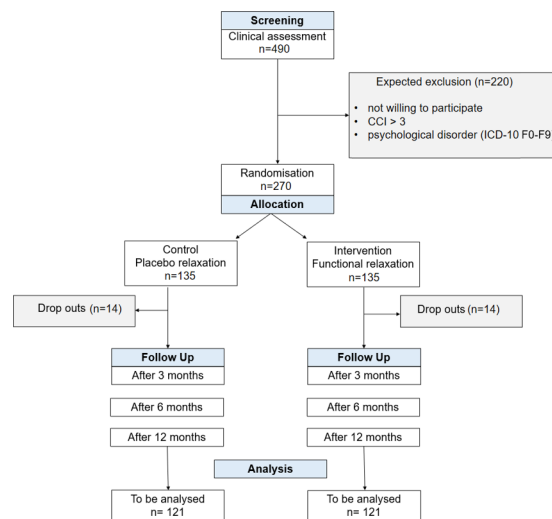 Screening
Clinical assessment
n=490
Expected exclusion (n=220)
• not willing to participate
• CCI > 3
• psychological disorder (ICD-10 F0-F9
Randomisation
n=270
Allocation
Control
Placebo relaxation
n=135
Intervention
Functional relaxation
n=135
Drop outs (n=14)
Drop outs (n=14)
Follow Up
After 3 months
After 6 months
After 12 months
Follow Up
After 3 months
After 6 months
After 12 months
Analysis
To be analysed
n= 121
To be analysed
n= 121